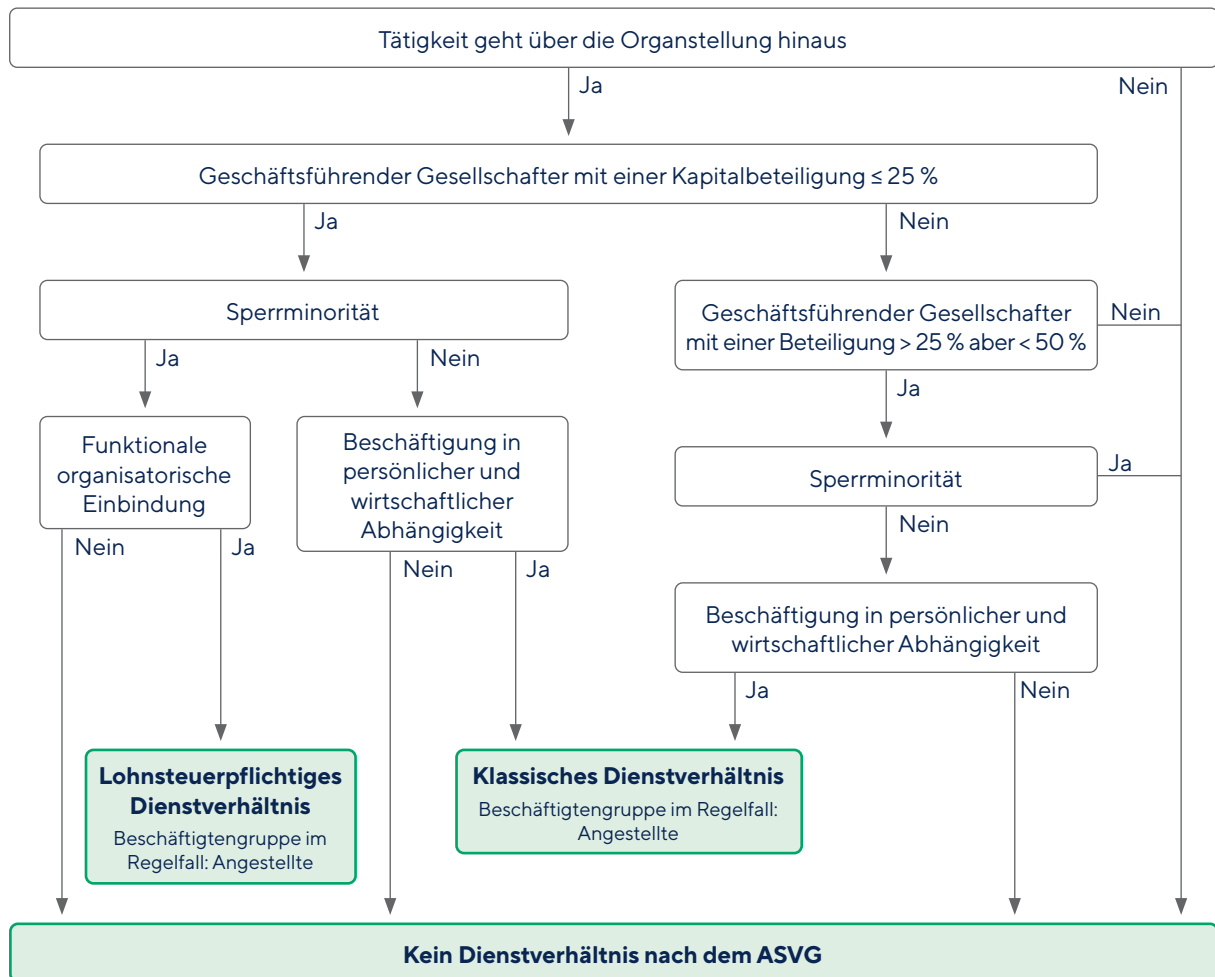 Tätigkeit geht über die Organstellung hinaus
Ja
Nein
Geschäftsführender Gesellschafter mit einer Kapitalbeteiligung ≤ 25 %
Ja
Nein
Sperrminorität
Geschäftsführender Gesellschafter
mit einer Beteiligung > 25 % aber < 50 %
Nein
Ja
Nein
Ja
Funktionale
organisatorische
Einbindung
Beschäftigung in
persönlicher und
wirtschaftlicher
Abhängigkeit
Sperrminorität
Ja
Nein
Nein
Ja
Nein
Ja
Beschäftigung in persönlicher und
wirtschaftlicher Abhängigkeit
Ja
Nein
Lohnsteuerpflichtiges
Dienstverhältnis
Beschäftigtengruppe im
Regelfall: Angestellte
Klassisches Dienstverhältnis
Beschäftigtengruppe im Regelfall:
Angestellte
Kein Dienstverhältnis nach dem ASVG